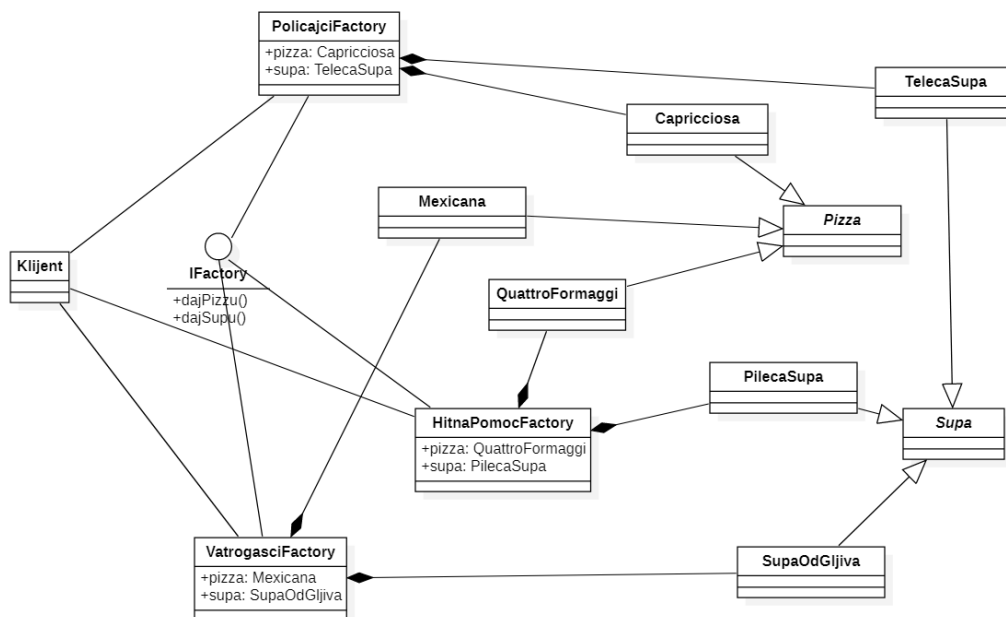 PolicajciFactory
+pizza: Capricciosa
+supa: TelecaSupa
TelecaSupa
Capricciosa
Mexicana
Pizza
Klijent
IFactory
+dajPizzu()
+dajSupu()
QuattroFormaggi
PilecaSupa
HitnaPomocFactory
+pizza: QuattroFormaggi
+supa: PilecaSupa
Supa
VatrogasciFactory
+pizza: Mexicana
+supa: SupaOdGljiva
SupaOdGljiva